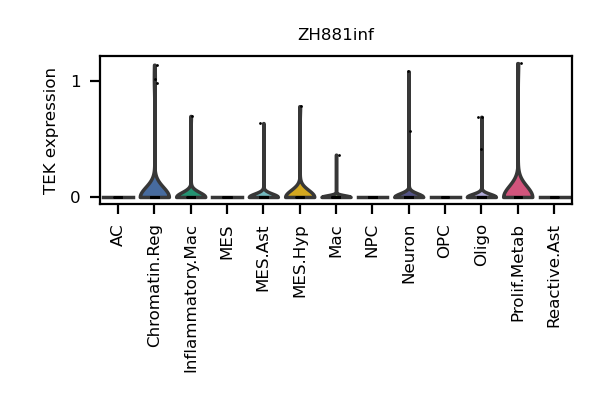 ZH881inf
TEK expression
1
0
AC
Chromatin.Reg
Inflammatory.Mac
MES
MES.Ast
MES.Hyp
Mac
NPC
Neuron
OPC
Oligo
Prolif.Metab
Reactive.Ast